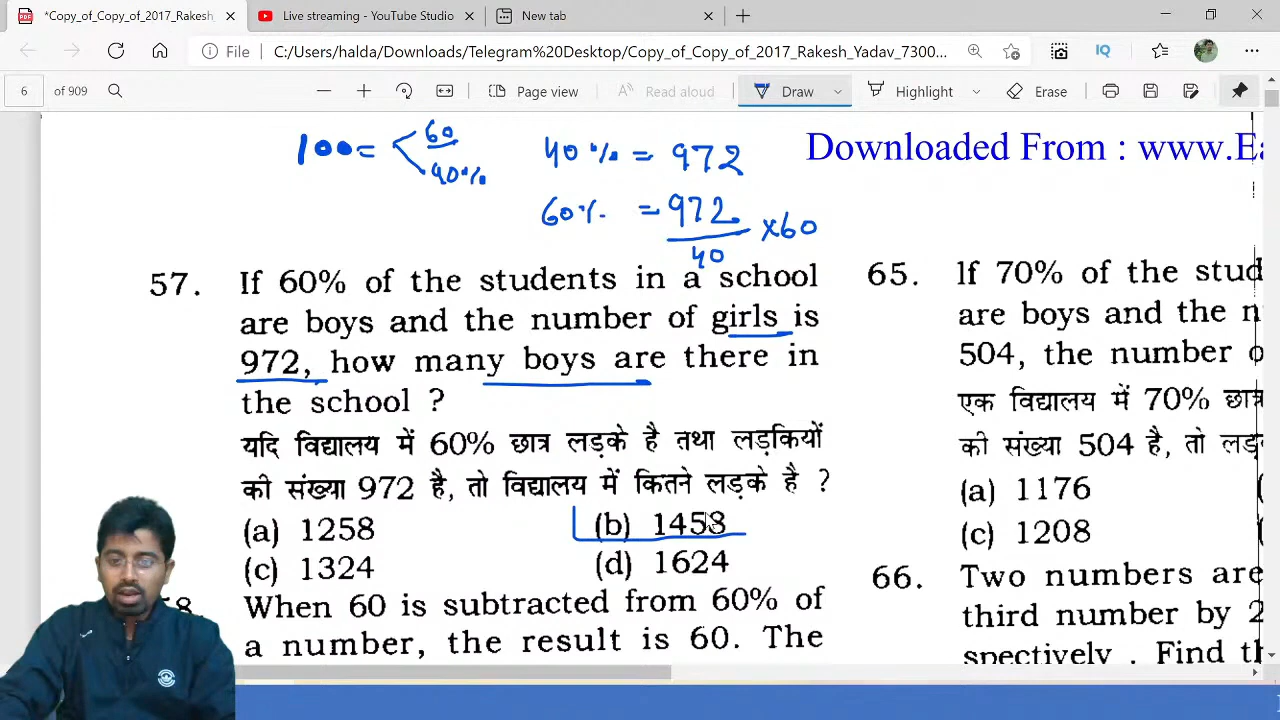 *Copy_of_Copy_of_2017_Rakesh_
Live streaming - YouTube Studio
New tab
File
C:/Users/halda/Downloads/Telegram%20Desktop/Copy_of_Copy_of_2017_Rakesh_Yadav_7300...
IQ
6 of 909
Page view
Read aloud
Draw
Highlight
Erase
100 = 60 40%
40% = 972
60% = 972/40 ×60
Downloaded From : www.Ea
57. If 60% of the students in a school
are boys and the number of girls is
972, how many boys are there in
the school ?
यदि विद्यालय में 60% छात्र लड़के है तथा लड़कियों
की संख्या 972 है, तो विद्यालय में कितने लड़के है ?
(a) 1258 (b) 1458
(c) 1324 (d) 1624
58. When 60 is subtracted from 60% of
a number, the result is 60. The
65. If 70% of the stud
are boys and the n
504, the number o
एक विद्यालय में 70% छात्र
की संख्या 504 है, तो लड़
(a) 1176
(c) 1208
66. Two numbers are
third number by 2
spectively . Find th